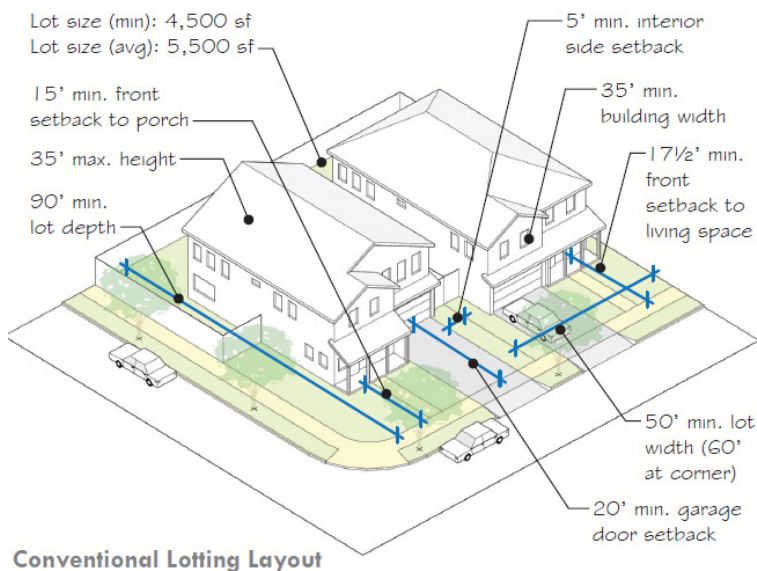 Lot size (min): 4,500 sf
Lot size (avg): 5,500 sf
15' min. front
setback to porch
35' max. height
90' min.
lot depth
5' min. interior
side setback
35' min.
building width
17½' min.
front
setback to
living space
50' min. lot
width (60'
at corner)
20' min. garage
door setback
Conventional Lotting Layout